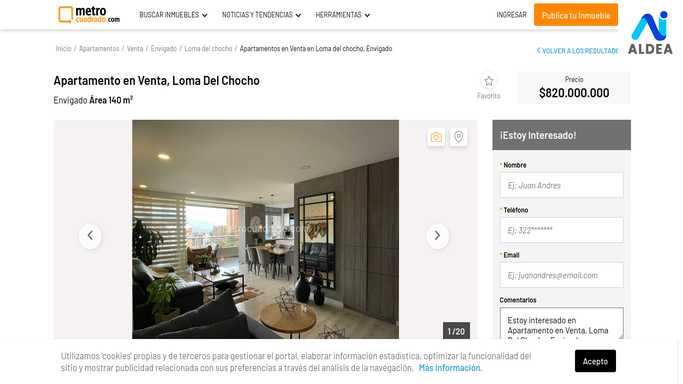 metro
cuadrado.com
BUSCAR INMUEBLES
NOTICIAS Y TENDENCIAS
HERRAMIENTAS
INGRESAR
Publica tu Inmueble
ALDEA
Inicio / Apartamentos / Venta / Envigado / Loma del chocho / Apartamentos en Venta en Loma del chocho, Envigado
VOLVER A LOS RESULTAD
Apartamento en Venta, Loma Del Chocho
Envigado Área 140 m²
Favorito
Precio
$820.000.000
metrocuadrado.com
1 / 20
¡Estoy Interesado!
* Nombre
Ej: Juan Andres
* Teléfono
Ej: 322*******
* Email
Ej: juanandres@email.com
Comentarios
Estoy interesado en
Apartamento en Venta, Loma
Utilizamos 'cookies' propias y de terceros para gestionar el portal, elaborar información estadística, optimizar la funcionalidad del
sitio y mostrar publicidad relacionada con sus preferencias a través del análisis de la navegación. Más información.
Acepto